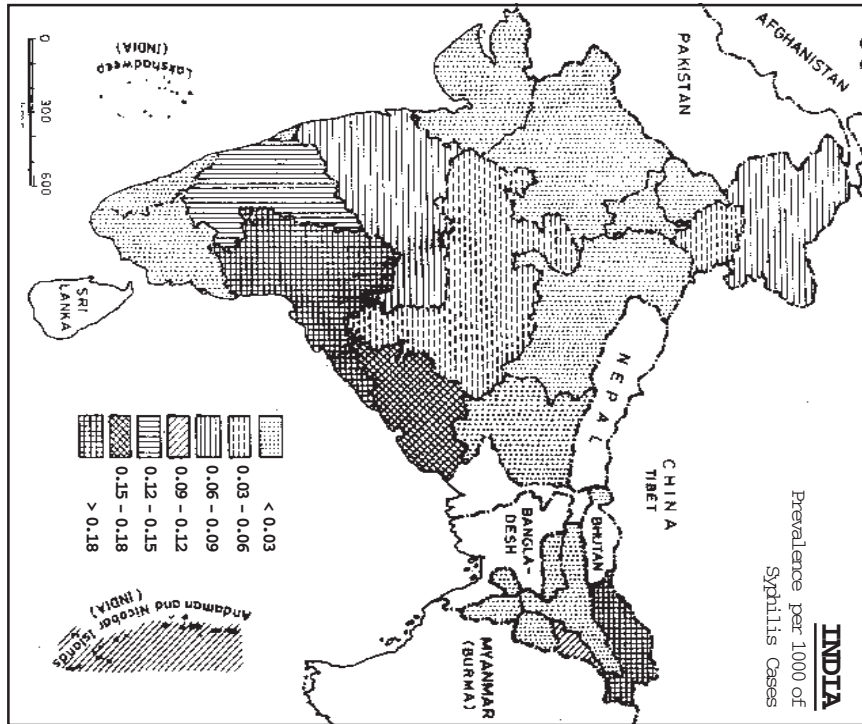 INDIA
Prevalence per 1000 of
Syphilis Cases
AFGHANISTAN
PAKISTAN
CHINA
TIBET
NEPAL
BHUTAN
BANGLA-
DESH
MYANMAR
(BURMA)
SRI
LANKA
Lakshadweep
(INDIA)
Andaman and Nicobar Islands
(INDIA)
0 300 600
< 0.03
0.03 - 0.06
0.06 - 0.09
0.09 - 0.12
0.12 - 0.15
0.15 - 0.18
> 0.18